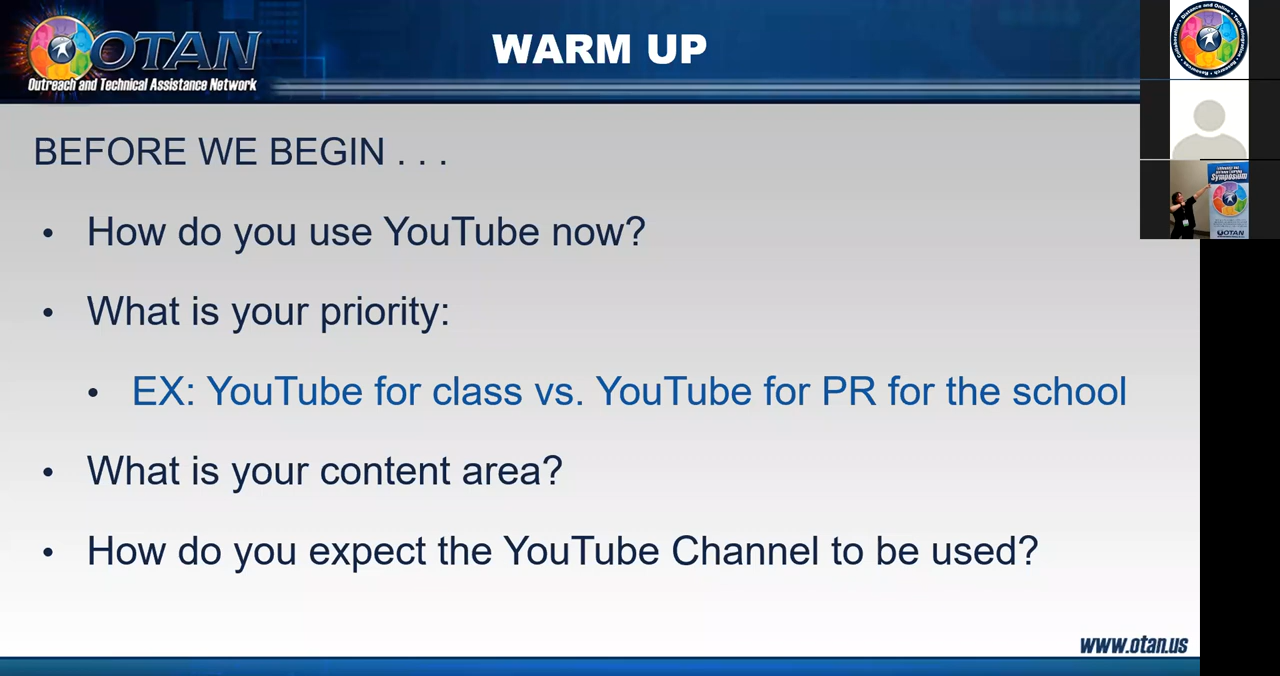 OTAN
Outreach and Technical Assistance Network
WARM UP
BEFORE WE BEGIN . . .
• How do you use YouTube now?
• What is your priority:
• EX: YouTube for class vs. YouTube for PR for the school
• What is your content area?
• How do you expect the YouTube Channel to be used?
www.otan.us
Symposium
OTAN